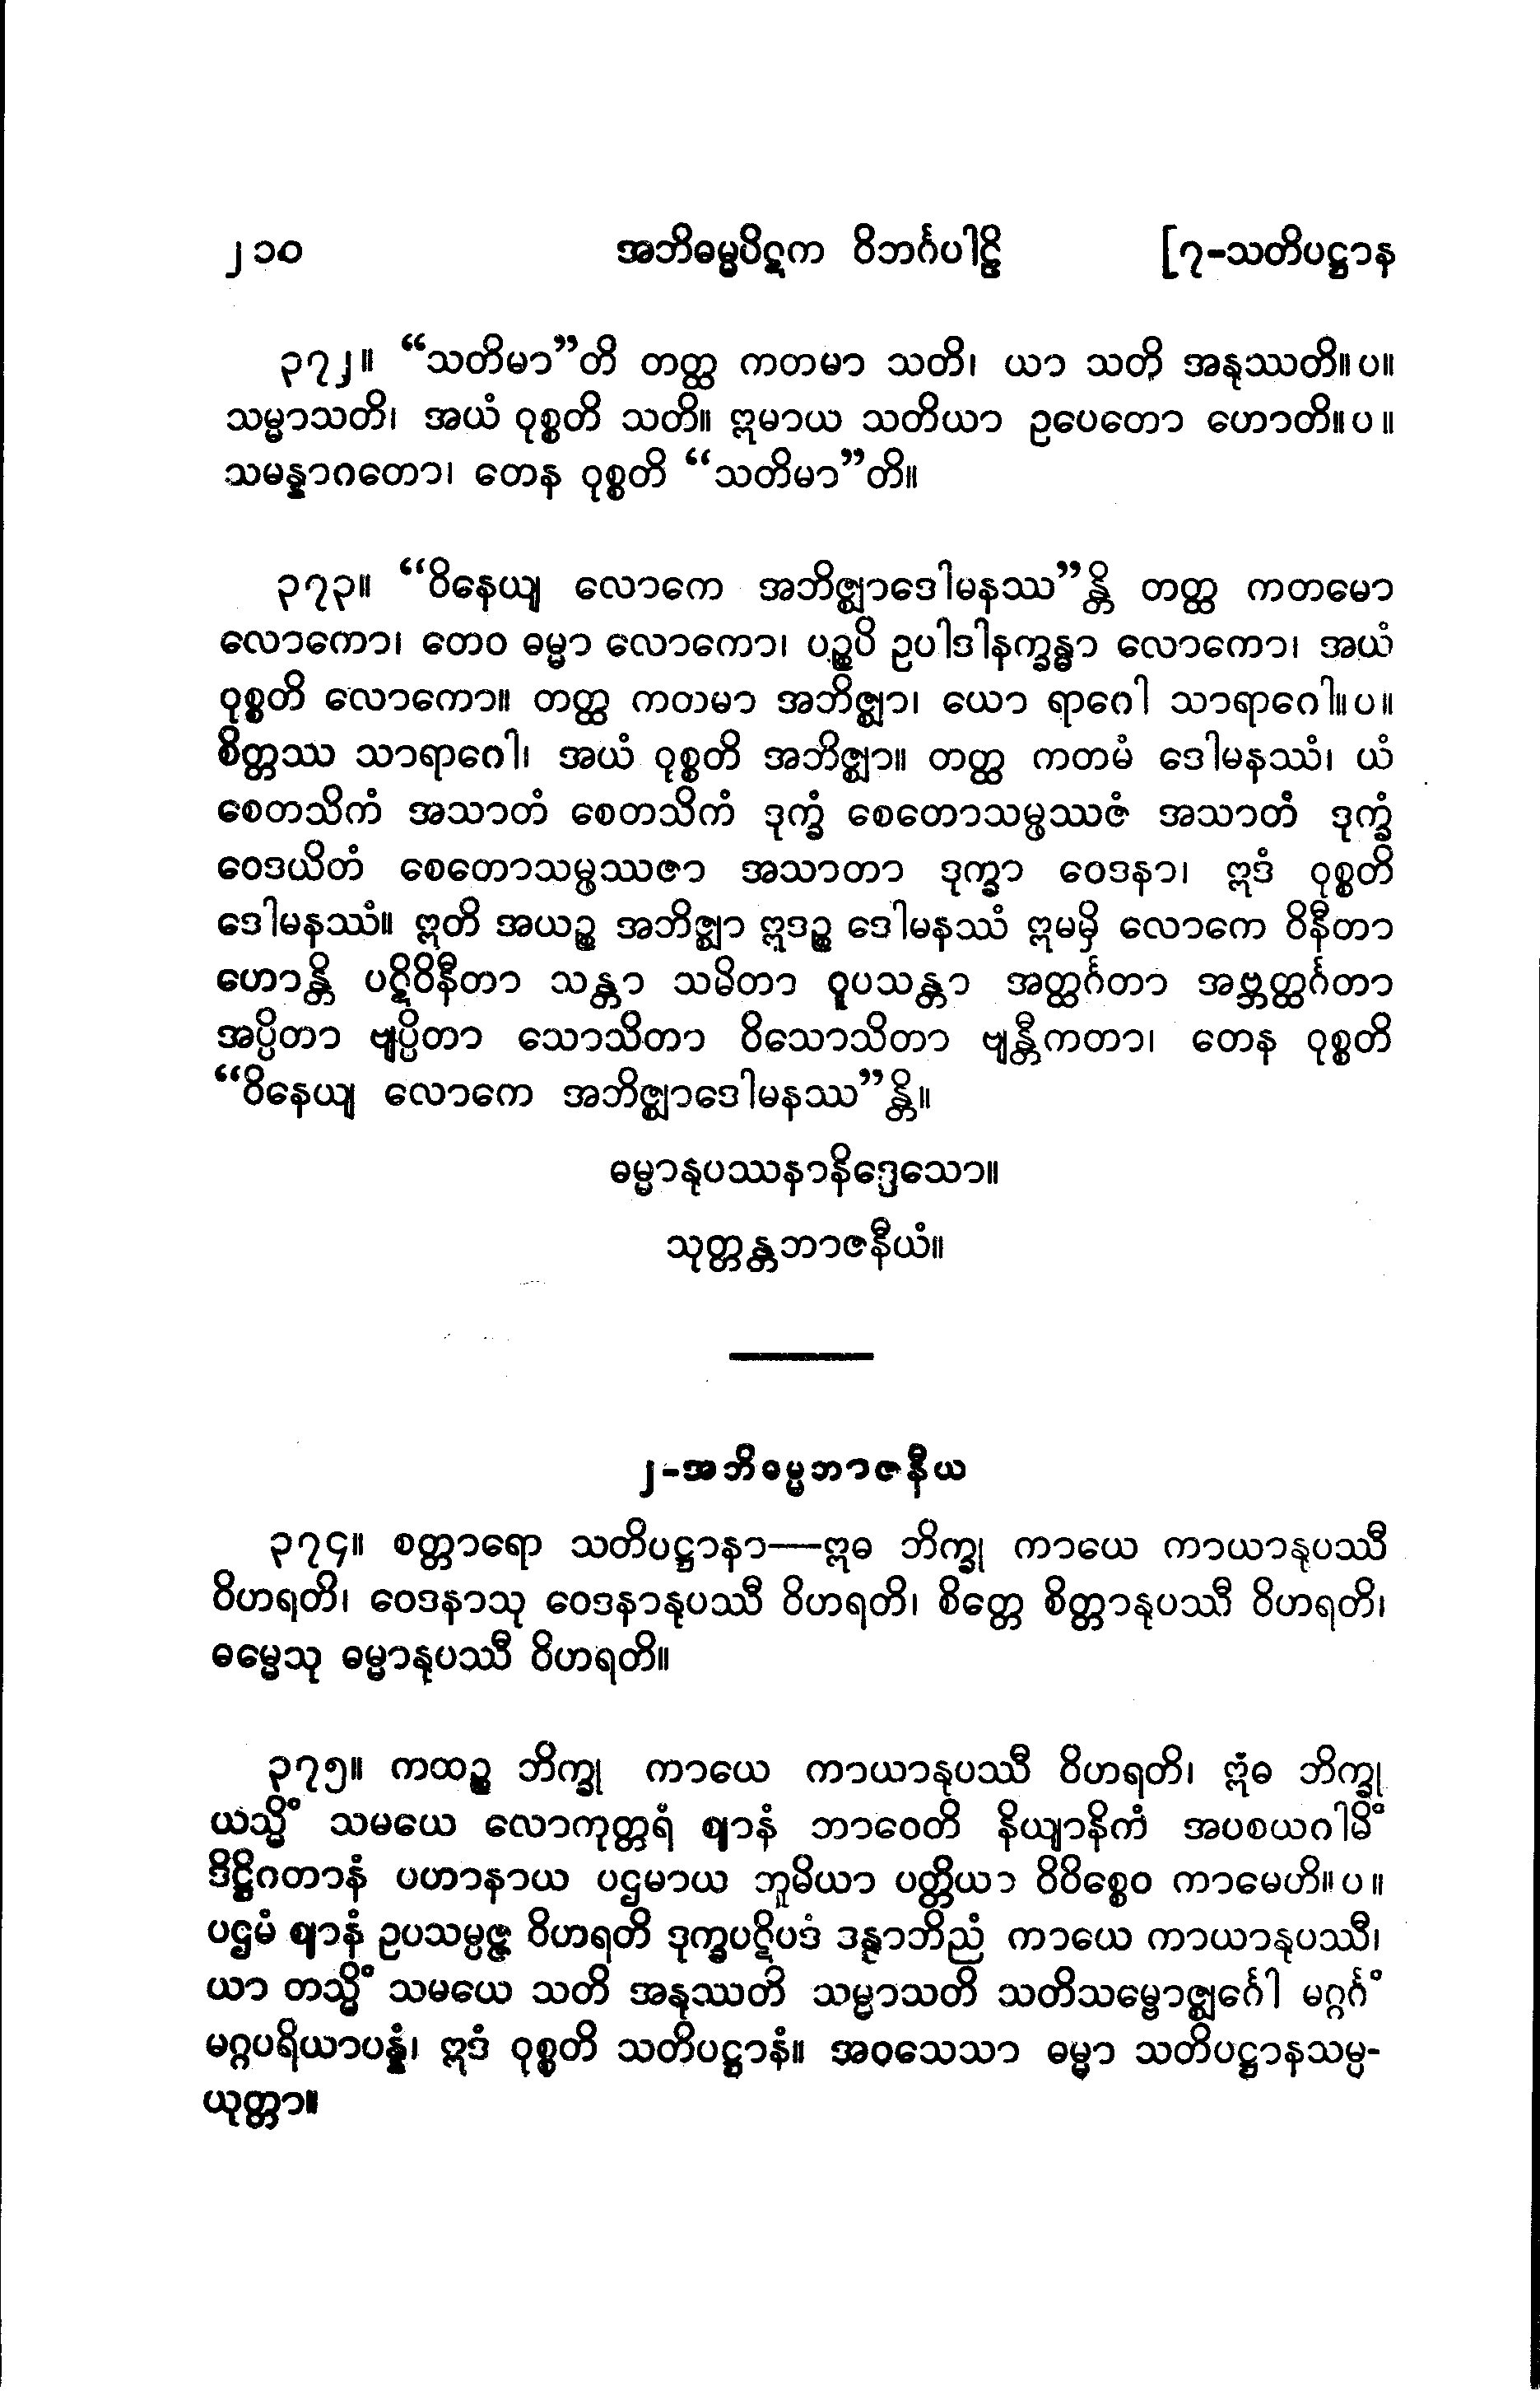 ၂၁၀ အဘိဓမ္မပိဋက ဝိဘင်္ဂပါဠိ [၇-သတိပဋ္ဌာန
၃၇၂။ “သတိမာ”တိ တတ္ထ ကတမာ သတိ၊ ယာ သတိ အနုဿတိ။ပ။
သမ္မာသတိ၊ အယံ ဝုစ္စတိ သတိ။ ဣမာယ သတိယာ ဥပေတော ဟောတိ။ပ။
သမန္နာဂတော၊ တေန ဝုစ္စတိ “သတိမာ”တိ။
၃၇၃။ “ဝိနေယျ လောကေ အဘိဇ္ဈာဒေါမနဿ”န္တိ တတ္ထ ကတမော
လောကော၊ တေဝ ဓမ္မာ လောကော၊ ပဉ္စပိ ဥပါဒါနက္ခန္ဓာ လောကော၊ အယံ
ဝုစ္စတိ လောကော။ တတ္ထ ကတမာ အဘိဇ္ဈာ၊ ယော ရာဂေါ သာရာဂေါ။ပ။
စိတ္တဿ သာရာဂေါ၊ အယံ ဝုစ္စတိ အဘိဇ္ဈာ။ တတ္ထ ကတမံ ဒေါမနဿံ၊ ယံ
စေတသိကံ အသာတံ စေတသိကံ ဒုက္ခံ စေတောသမ္ဖဿဇံ အသာတံ ဒုက္ခံ
ဝေဒယိတံ စေတောသမ္ဖဿဇာ အသာတာ ဒုက္ခာ ဝေဒနာ၊ ဣဒံ ဝုစ္စတိ
ဒေါမနဿံ။ ဣတိ အယဉ္စ အဘိဇ္ဈာ ဣဒဉ္စ ဒေါမနဿံ ဣမမှိ လောကေ ဝိနီတာ
ဟောန္တိ ပဋိဝိနီတာ သန္တာ သမိတာ ဝူပသန္တာ အတ္ထင်္ဂတာ အဗ္ဘတ္ထင်္ဂတာ
အပ္ပိတာ ဗျပ္ပိတာ သောသိတာ ဝိသောသိတာ ဗျန္တီကတာ၊ တေန ဝုစ္စတိ
“ဝိနေယျ လောကေ အဘိဇ္ဈာဒေါမနဿ”န္တိ။
ဓမ္မာနုပဿနာနိဒ္ဒေသော။
သုတ္တန္တဘာဇနီယံ။
၂-အဘိဓမ္မဘာဇနီယ
၃၇၄။ စတ္တာရော သတိပဋ္ဌာနာ—ဣဓ ဘိက္ခု ကာယေ ကာယာနုပဿီ
ဝိဟရတိ၊ ဝေဒနာသု ဝေဒနာနုပဿီ ဝိဟရတိ၊ စိတ္တေ စိတ္တာနုပဿီ ဝိဟရတိ၊
ဓမ္မေသု ဓမ္မာနုပဿီ ဝိဟရတိ။
၃၇၅။ ကထဉ္စ ဘိက္ခု ကာယေ ကာယာနုပဿီ ဝိဟရတိ၊ ဣဓ ဘိက္ခု
ယသ္မိံ သမယေ လောကုတ္တရံ ဈာနံ ဘာဝေတိ နိယျာနိကံ အပစယဂါမိံ
ဒိဋ္ဌိဂတာနံ ပဟာနာယ ပဌမာယ ဘူမိယာ ပတ္တိယာ ဝိဝိစ္စေဝ ကာမေဟိ။ပ။
ပဌမံ ဈာနံ ဥပသမ္ပဇ္ဇ ဝိဟရတိ ဒုက္ခပဋိပဒံ ဒန္ဓာဘိညံ ကာယေ ကာယာနုပဿီ၊
ယာ တသ္မိံ သမယေ သတိ အနုဿတိ သမ္မာသတိ သတိသမ္ဗောဇ္ဈင်္ဂေါ မဂ္ဂင်္ဂံ
မဂ္ဂပရိယာပန္နံ၊ ဣဒံ ဝုစ္စတိ သတိပဋ္ဌာနံ။ အဝသေသာ ဓမ္မာ သတိပဋ္ဌာနသမ္ပ-
ယုတ္တာ။